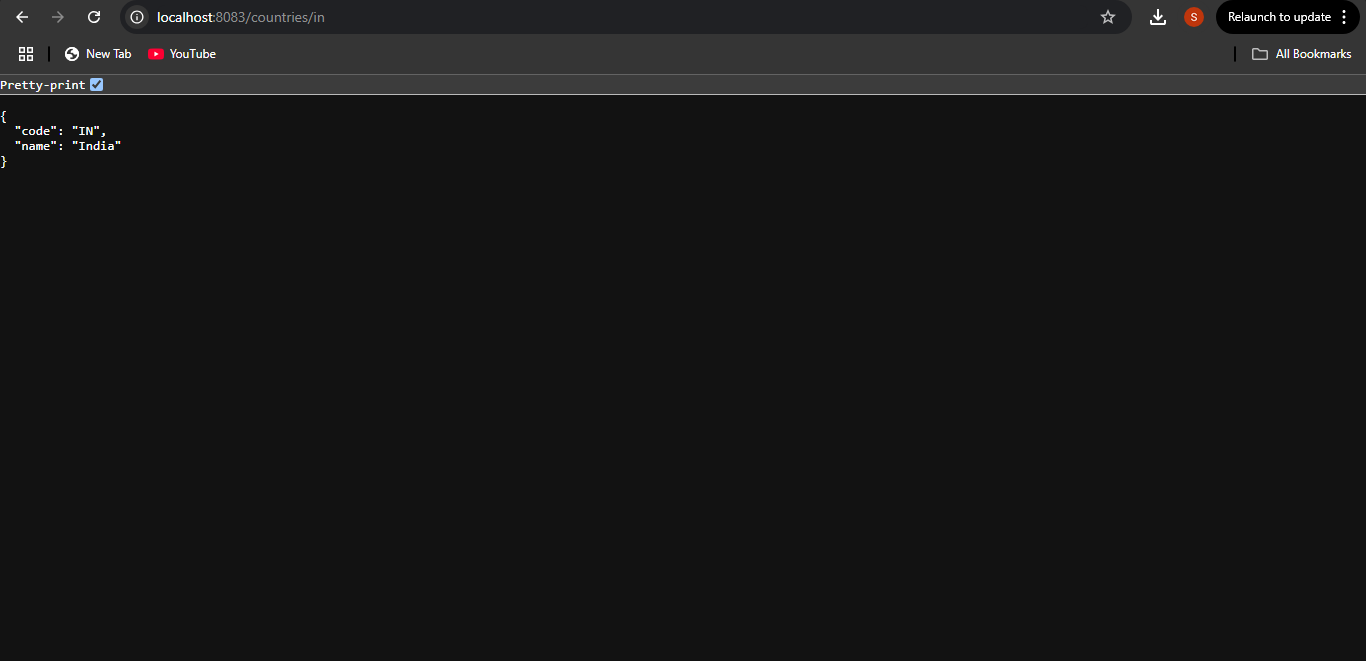 localhost:8083/countries/in
S
Relaunch to update
New Tab
YouTube
All Bookmarks
Pretty-print
{
  "code": "IN",
  "name": "India"
}